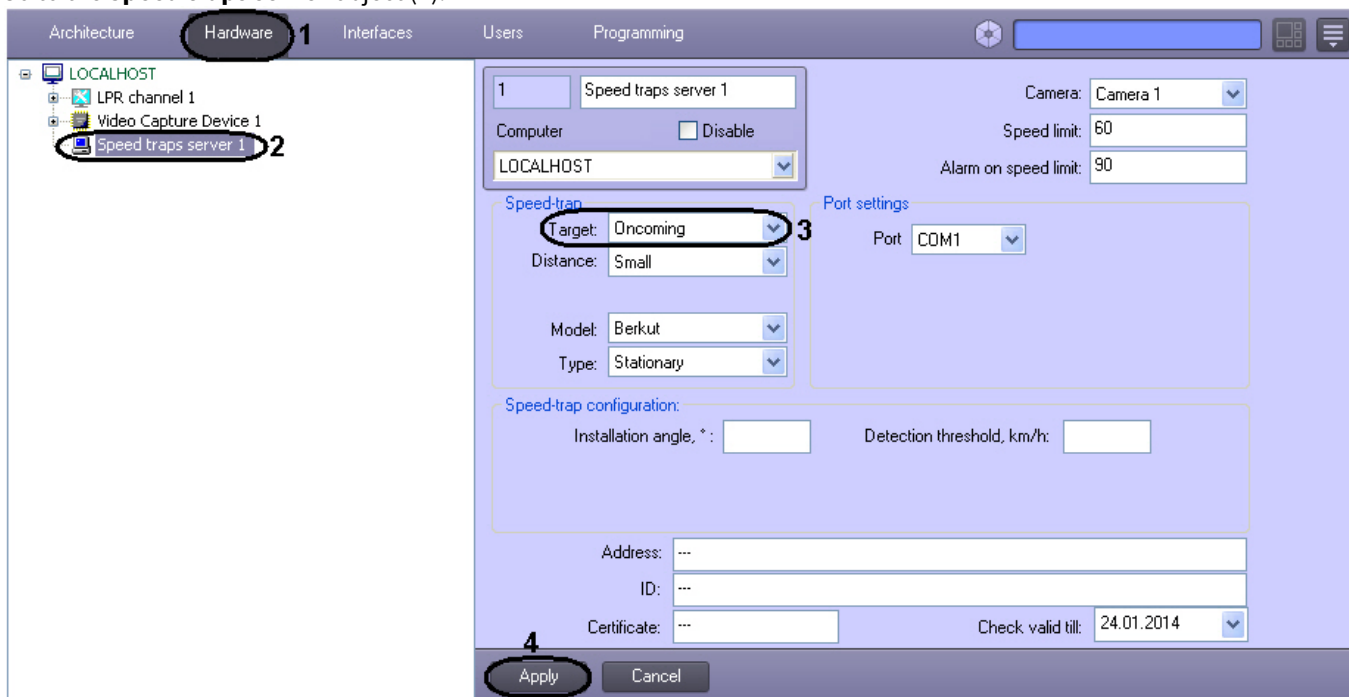 Architecture Hardware 1 Interfaces Users Programming
LOCALHOST
LPR channel 1
Video Capture Device 1
Speed traps server 1 2
1 Speed traps server 1
Computer Disable
LOCALHOST
Camera: Camera 1
Speed limit: 60
Alarm on speed limit: 90
Speed-trap
Target: Oncoming 3
Distance: Small
Model: Berkut
Type: Stationary
Port settings
Port COM1
Speed-trap configuration:
Installation angle, ° : Detection threshold, km/h:
Address: ---
ID: ---
Certificate: --- Check valid till: 24.01.2014
4
Apply Cancel